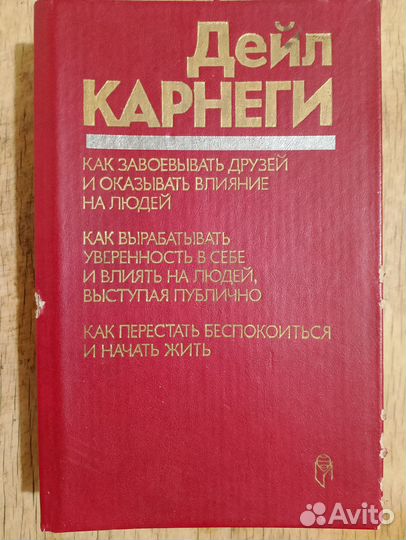 Дейл
КАРНЕГИ
КАК ЗАВОЕВЫВАТЬ ДРУЗЕЙ
И ОКАЗЫВАТЬ ВЛИЯНИЕ
НА ЛЮДЕЙ
КАК ВЫРАБАТЫВАТЬ
УВЕРЕННОСТЬ В СЕБЕ
И ВЛИЯТЬ НА ЛЮДЕЙ,
ВЫСТУПАЯ ПУБЛИЧНО
КАК ПЕРЕСТАТЬ БЕСПОКОИТЬСЯ
И НАЧАТЬ ЖИТЬ
Avito